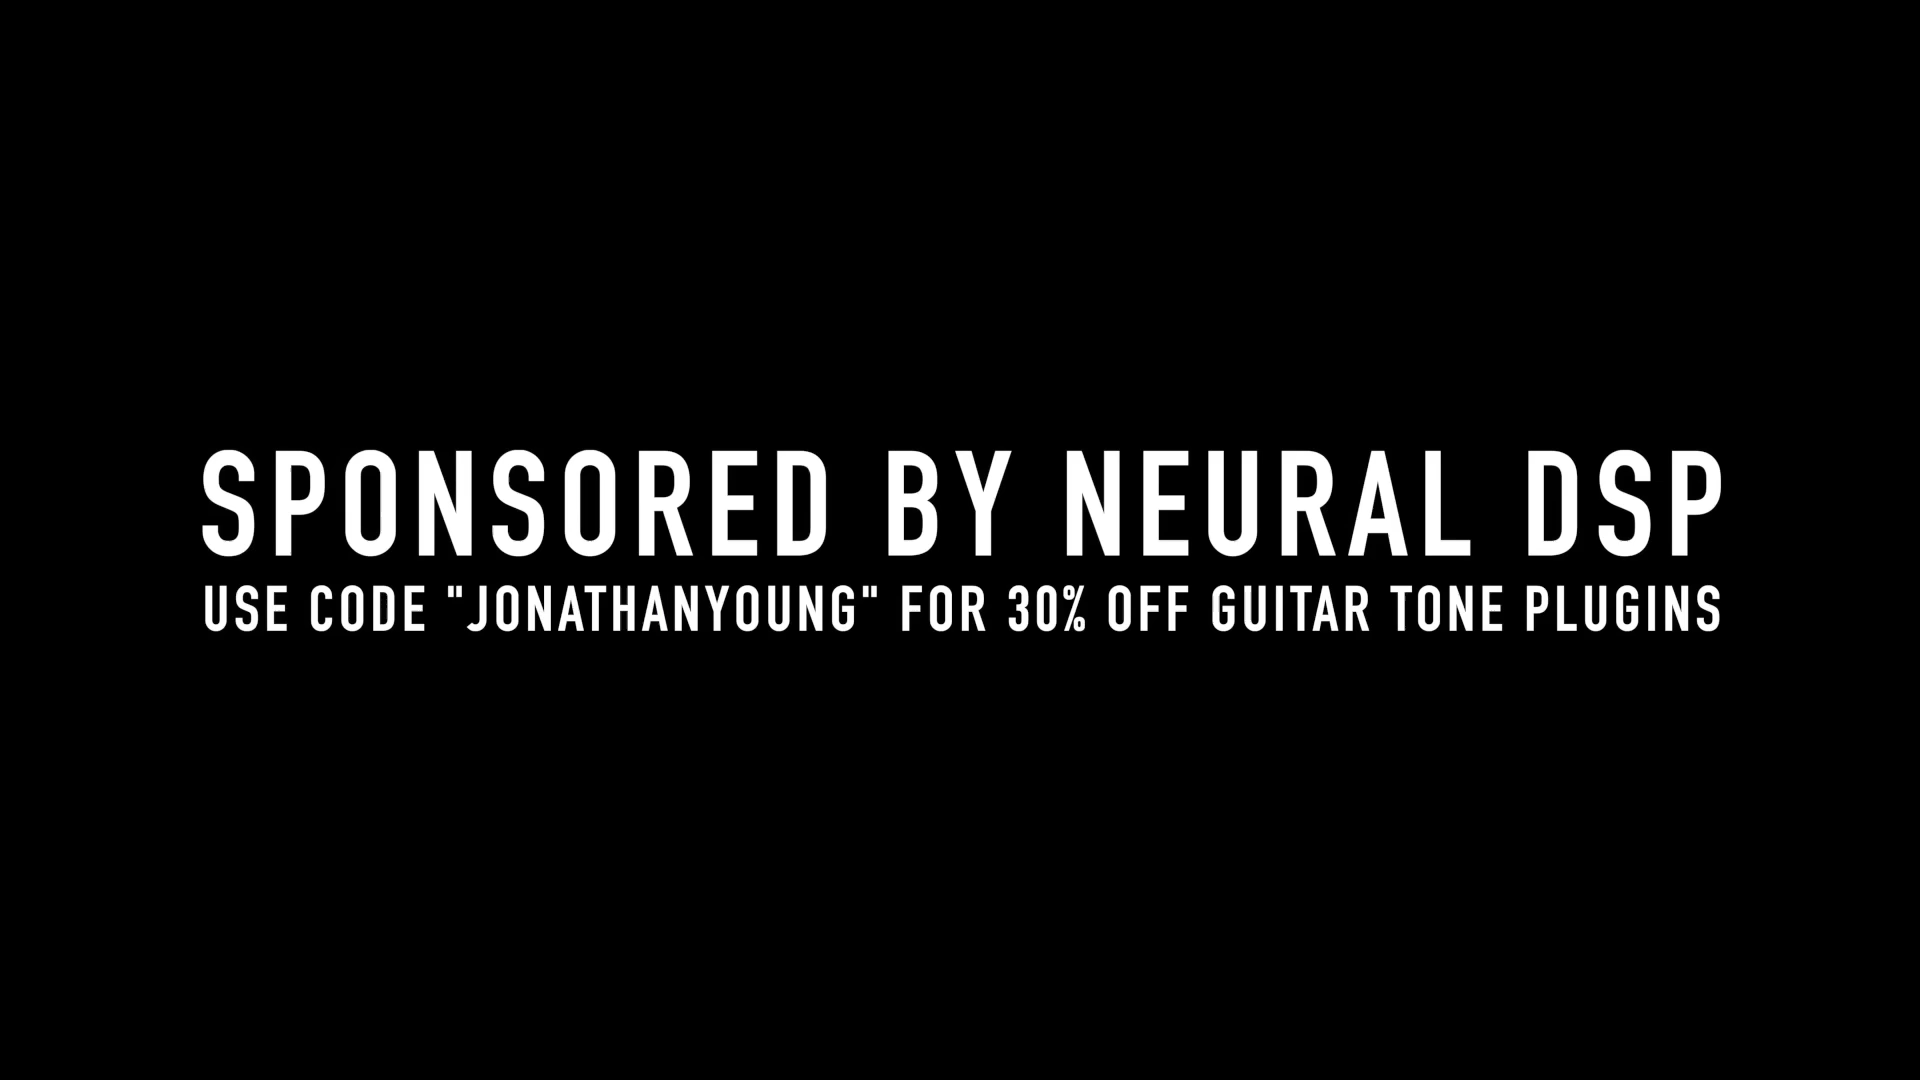 SPONSORED BY NEURAL DSP
USE CODE "JONATHANYOUNG" FOR 30% OFF GUITAR TONE PLUGINS